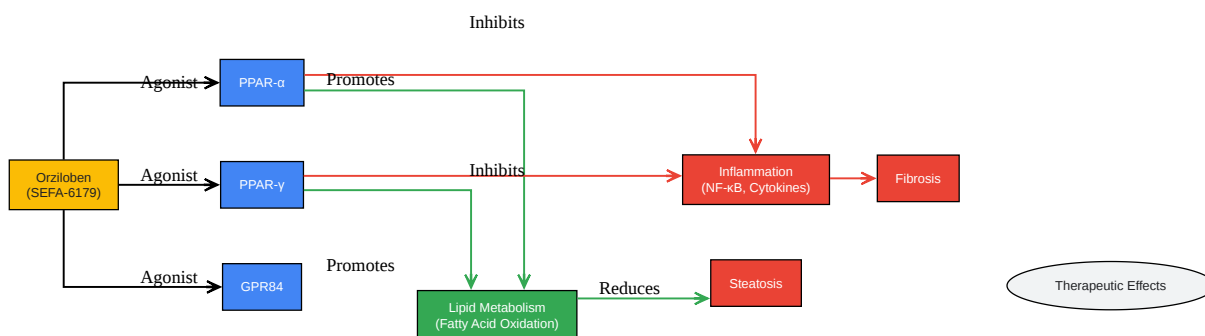 Inhibits
Agonist
PPAR-α
Promotes
Orziloben
(SEFA-6179)
Agonist
PPAR-γ
Inhibits
Inflammation
(NF-κB, Cytokines)
Fibrosis
Agonist
GPR84
Promotes
Lipid Metabolism
(Fatty Acid Oxidation)
Reduces
Steatosis
Therapeutic Effects